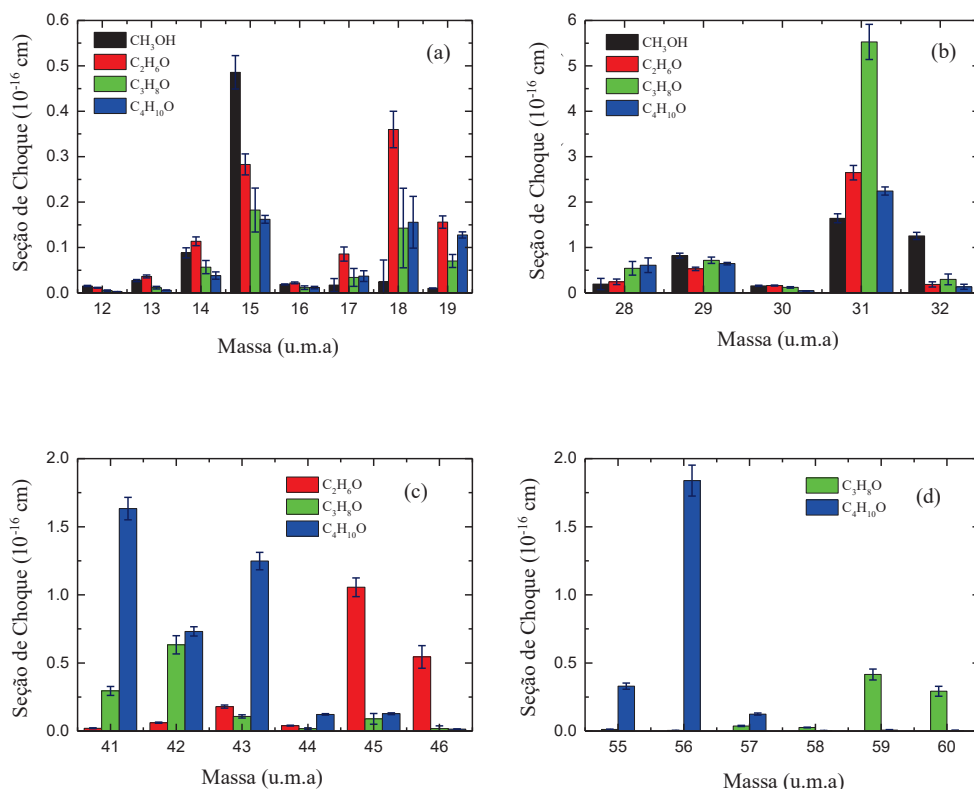 0.6
0.5
0.4
0.3
0.2
0.1
0.0
Seção de Choque (10⁻¹⁶ cm)
CH₃OH
C₂H₆O
C₃H₈O
C₄H₁₀O
(a)
12 13 14 15 16 17 18 19
Massa (u.m.a)
6
5
4
3
2
1
0
Seção de Choque (10⁻¹⁶ cm)
CH₃OH
C₂H₆O
C₃H₈O
C₄H₁₀O
(b)
28 29 30 31 32
Massa (u.m.a)
2.0
1.5
1.0
0.5
0.0
Seção de Choque (10⁻¹⁶ cm)
C₂H₆O
C₃H₈O
C₄H₁₀O
(c)
41 42 43 44 45 46
Massa (u.m.a)
2.0
1.5
1.0
0.5
0.0
Seção de Choque (10⁻¹⁶ cm)
C₃H₈O
C₄H₁₀O
(d)
55 56 57 58 59 60
Massa (u.m.a)